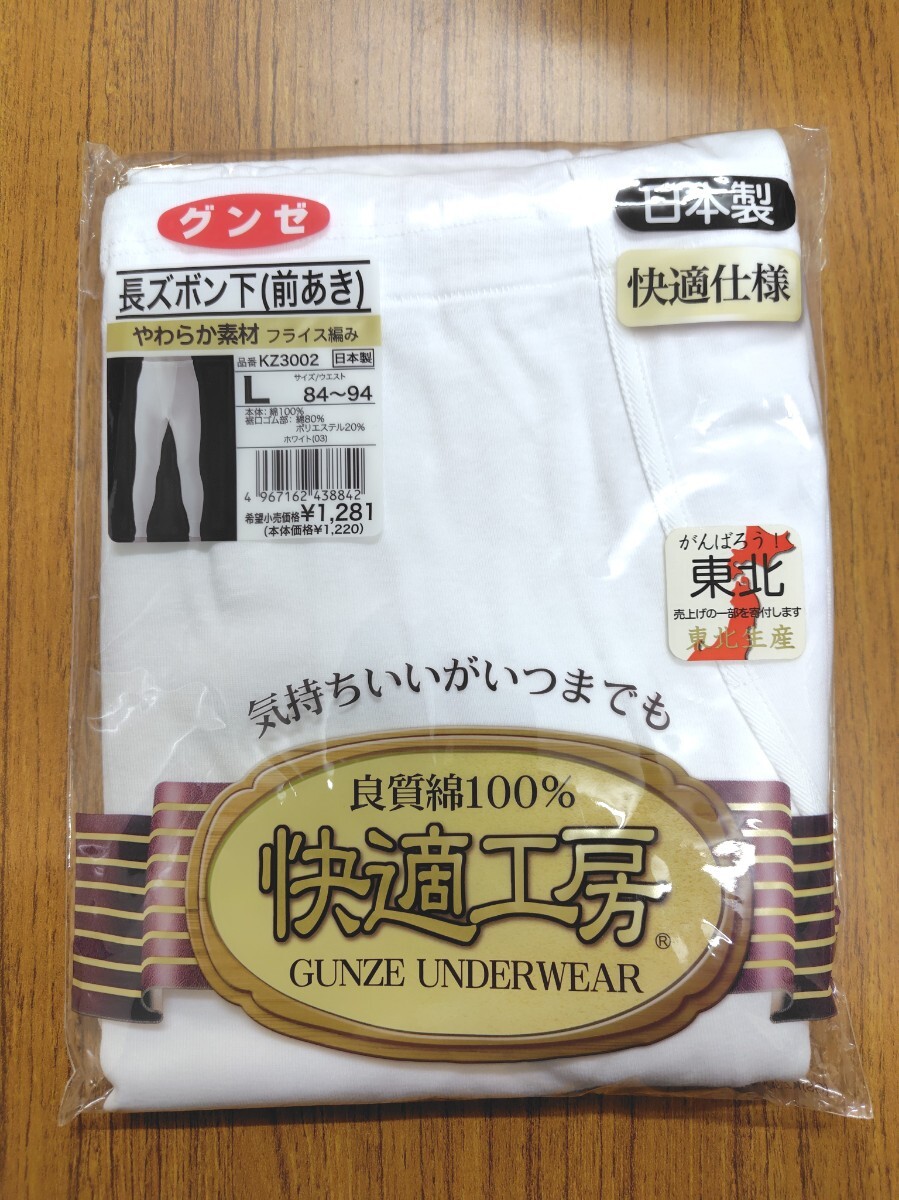 グンゼ
日本製
快適仕様
長ズボン下(前あき)
やわらか素材 フライス編み
品番 KZ3002 日本製
サイズ/ウエスト
L 84〜94
本体: 綿100%
裾口ゴム部: 綿80%
ポリエステル20%
ホワイト(03)
4 967162 438842
希望小売価格 ¥1,281
(本体価格¥1,220)
がんばろう!
東北
売上げの一部を寄付します
東北生産
気持ちいいがいつまでも
良質綿100%
快適工房®
GUNZE UNDERWEAR